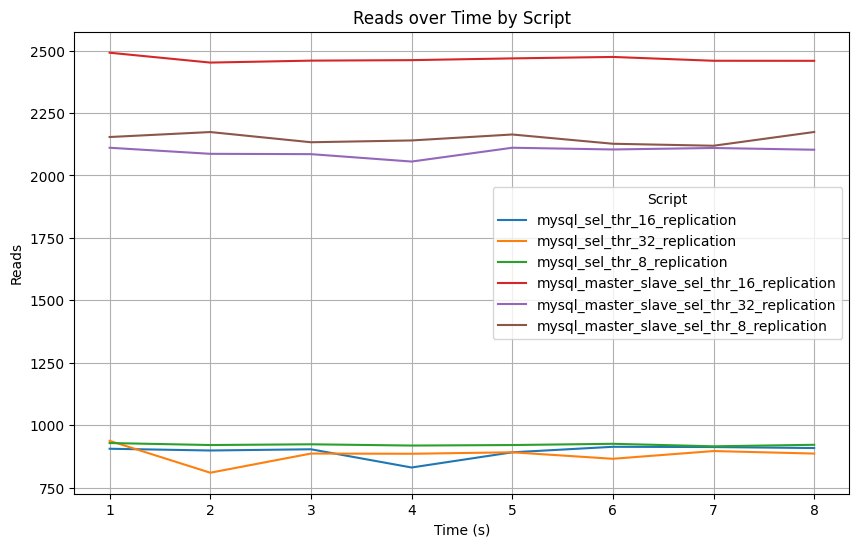 Reads over Time by Script
2500
2250
2000
1750
1500
1250
1000
750
Reads
Script
mysql_sel_thr_16_replication
mysql_sel_thr_32_replication
mysql_sel_thr_8_replication
mysql_master_slave_sel_thr_16_replication
mysql_master_slave_sel_thr_32_replication
mysql_master_slave_sel_thr_8_replication
1 2 3 4 5 6 7 8
Time (s)